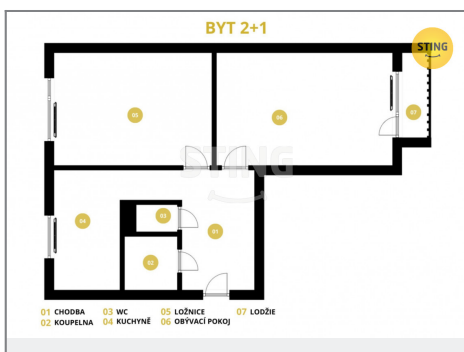 BYT 2+1
STING
05
06
07
STING
04
03
01
02
01 CHODBA 03 WC 05 LOŽNICE 07 LODŽIE
02 KOUPELNA 04 KUCHYNĚ 06 OBÝVACÍ POKOJ